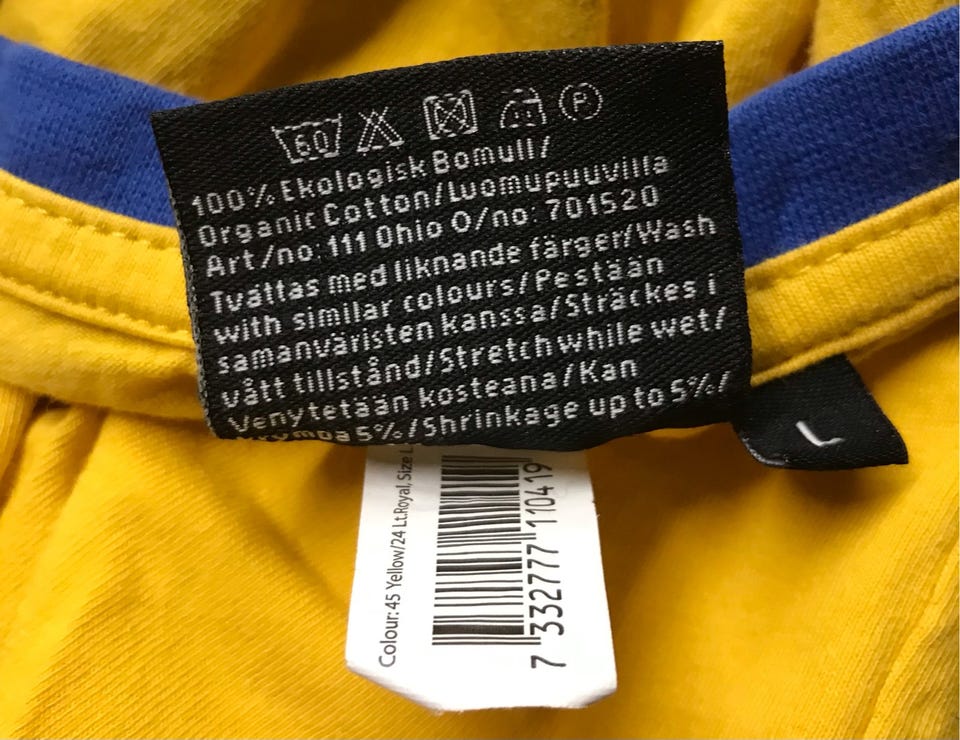 60
P
100% Ekologisk Bomull/
Organic Cotton/Luomupuuvilla
Art/no: 111 Ohio O/no: 701520
Tvättas med liknande färger/Wash
with similar colours/Pestään
samanväristen kanssa/Sträckes i
vått tillstånd/Stretch while wet/
Venytetään kosteana/Kan
5%/Shrinkage up to 5%/
L
Colour: 45 Yellow/24 Lt.Royal, Size L
7 332777 110419